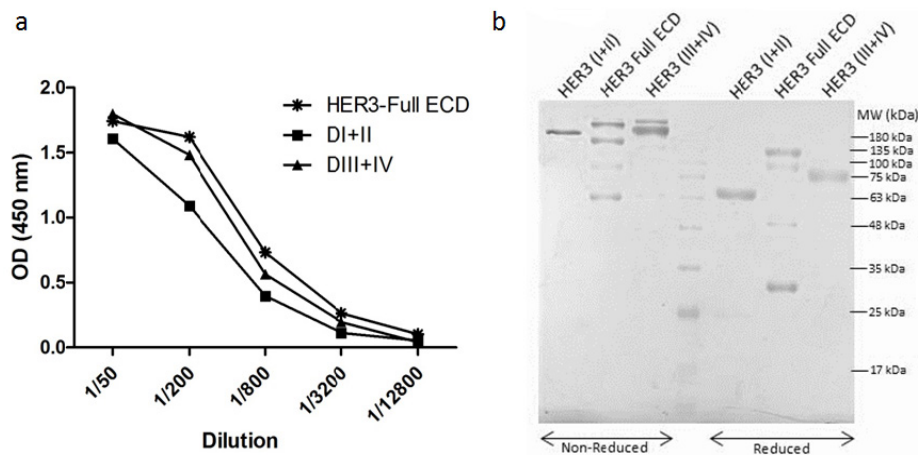 a
2.0
1.5
1.0
0.5
0.0
OD (450 nm)
HER3-Full ECD
DI+II
DIII+IV
1/50
1/200
1/800
1/3200
1/12800
Dilution
b
HER3 (I+II)
HER3 Full ECD
HER3 (III+IV)
HER3 (I+II)
HER3 Full ECD
HER3 (III+IV)
MW (kDa)
180 kDa
135 kDa
100 kDa
75 kDa
63 kDa
48 kDa
35 kDa
25 kDa
17 kDa
Non-Reduced
Reduced